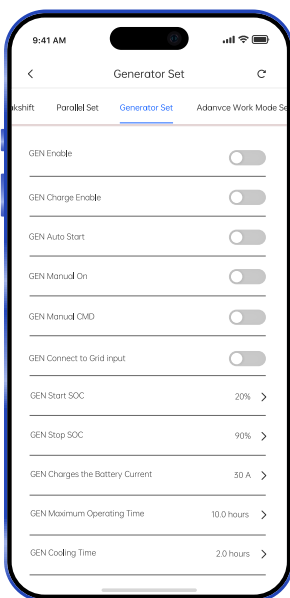 9:41 AM
Generator Set
kshift Parallel Set Generator Set Adanvce Work Mode Se
GEN Enable
GEN Charge Enable
GEN Auto Start
GEN Manual On
GEN Manual CMD
GEN Connect to Grid input
GEN Start SOC 20%
GEN Stop SOC 90%
GEN Charges the Battery Current 30 A
GEN Maximum Operating Time 10.0 hours
GEN Cooling Time 2.0 hours